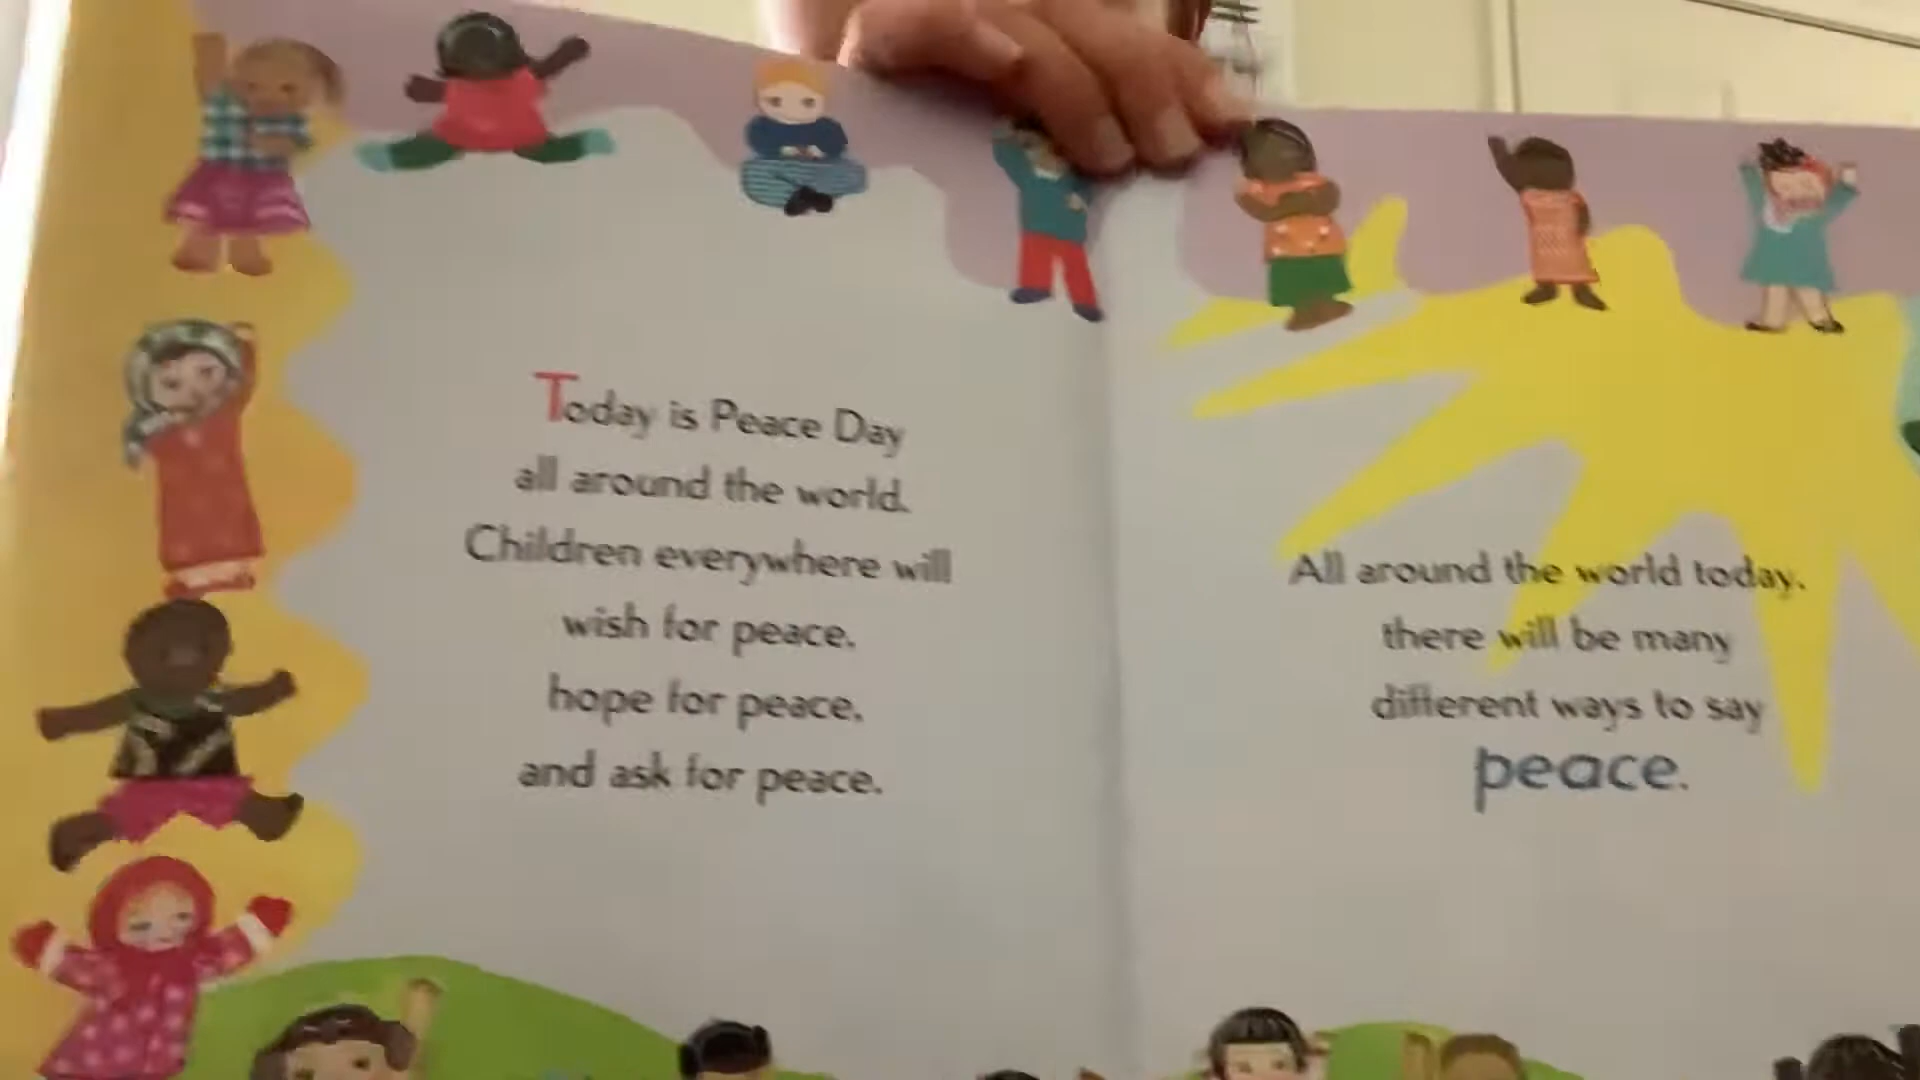 Today is Peace Day
all around the world.
Children everywhere will
wish for peace,
hope for peace,
and ask for peace.
All around the world today,
there will be many
different ways to say
peace.